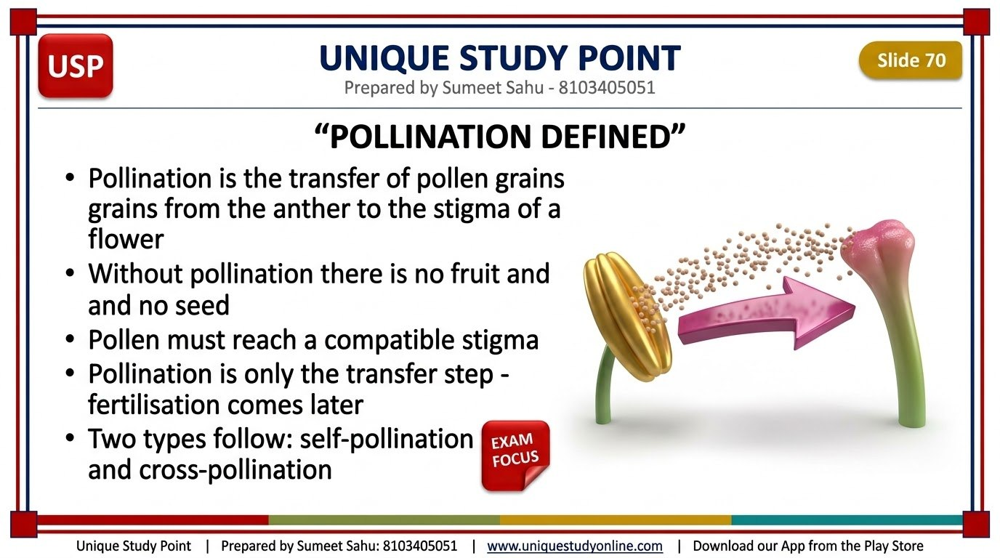 USP
UNIQUE STUDY POINT
Prepared by Sumeet Sahu - 8103405051
Slide 70
“POLLINATION DEFINED”
• Pollination is the transfer of pollen grains
grains from the anther to the stigma of a
flower
• Without pollination there is no fruit and
and no seed
• Pollen must reach a compatible stigma
• Pollination is only the transfer step -
fertilisation comes later
• Two types follow: self-pollination
and cross-pollination
EXAM
FOCUS
Unique Study Point | Prepared by Sumeet Sahu: 8103405051 | www.uniquestudyonline.com | Download our App from the Play Store